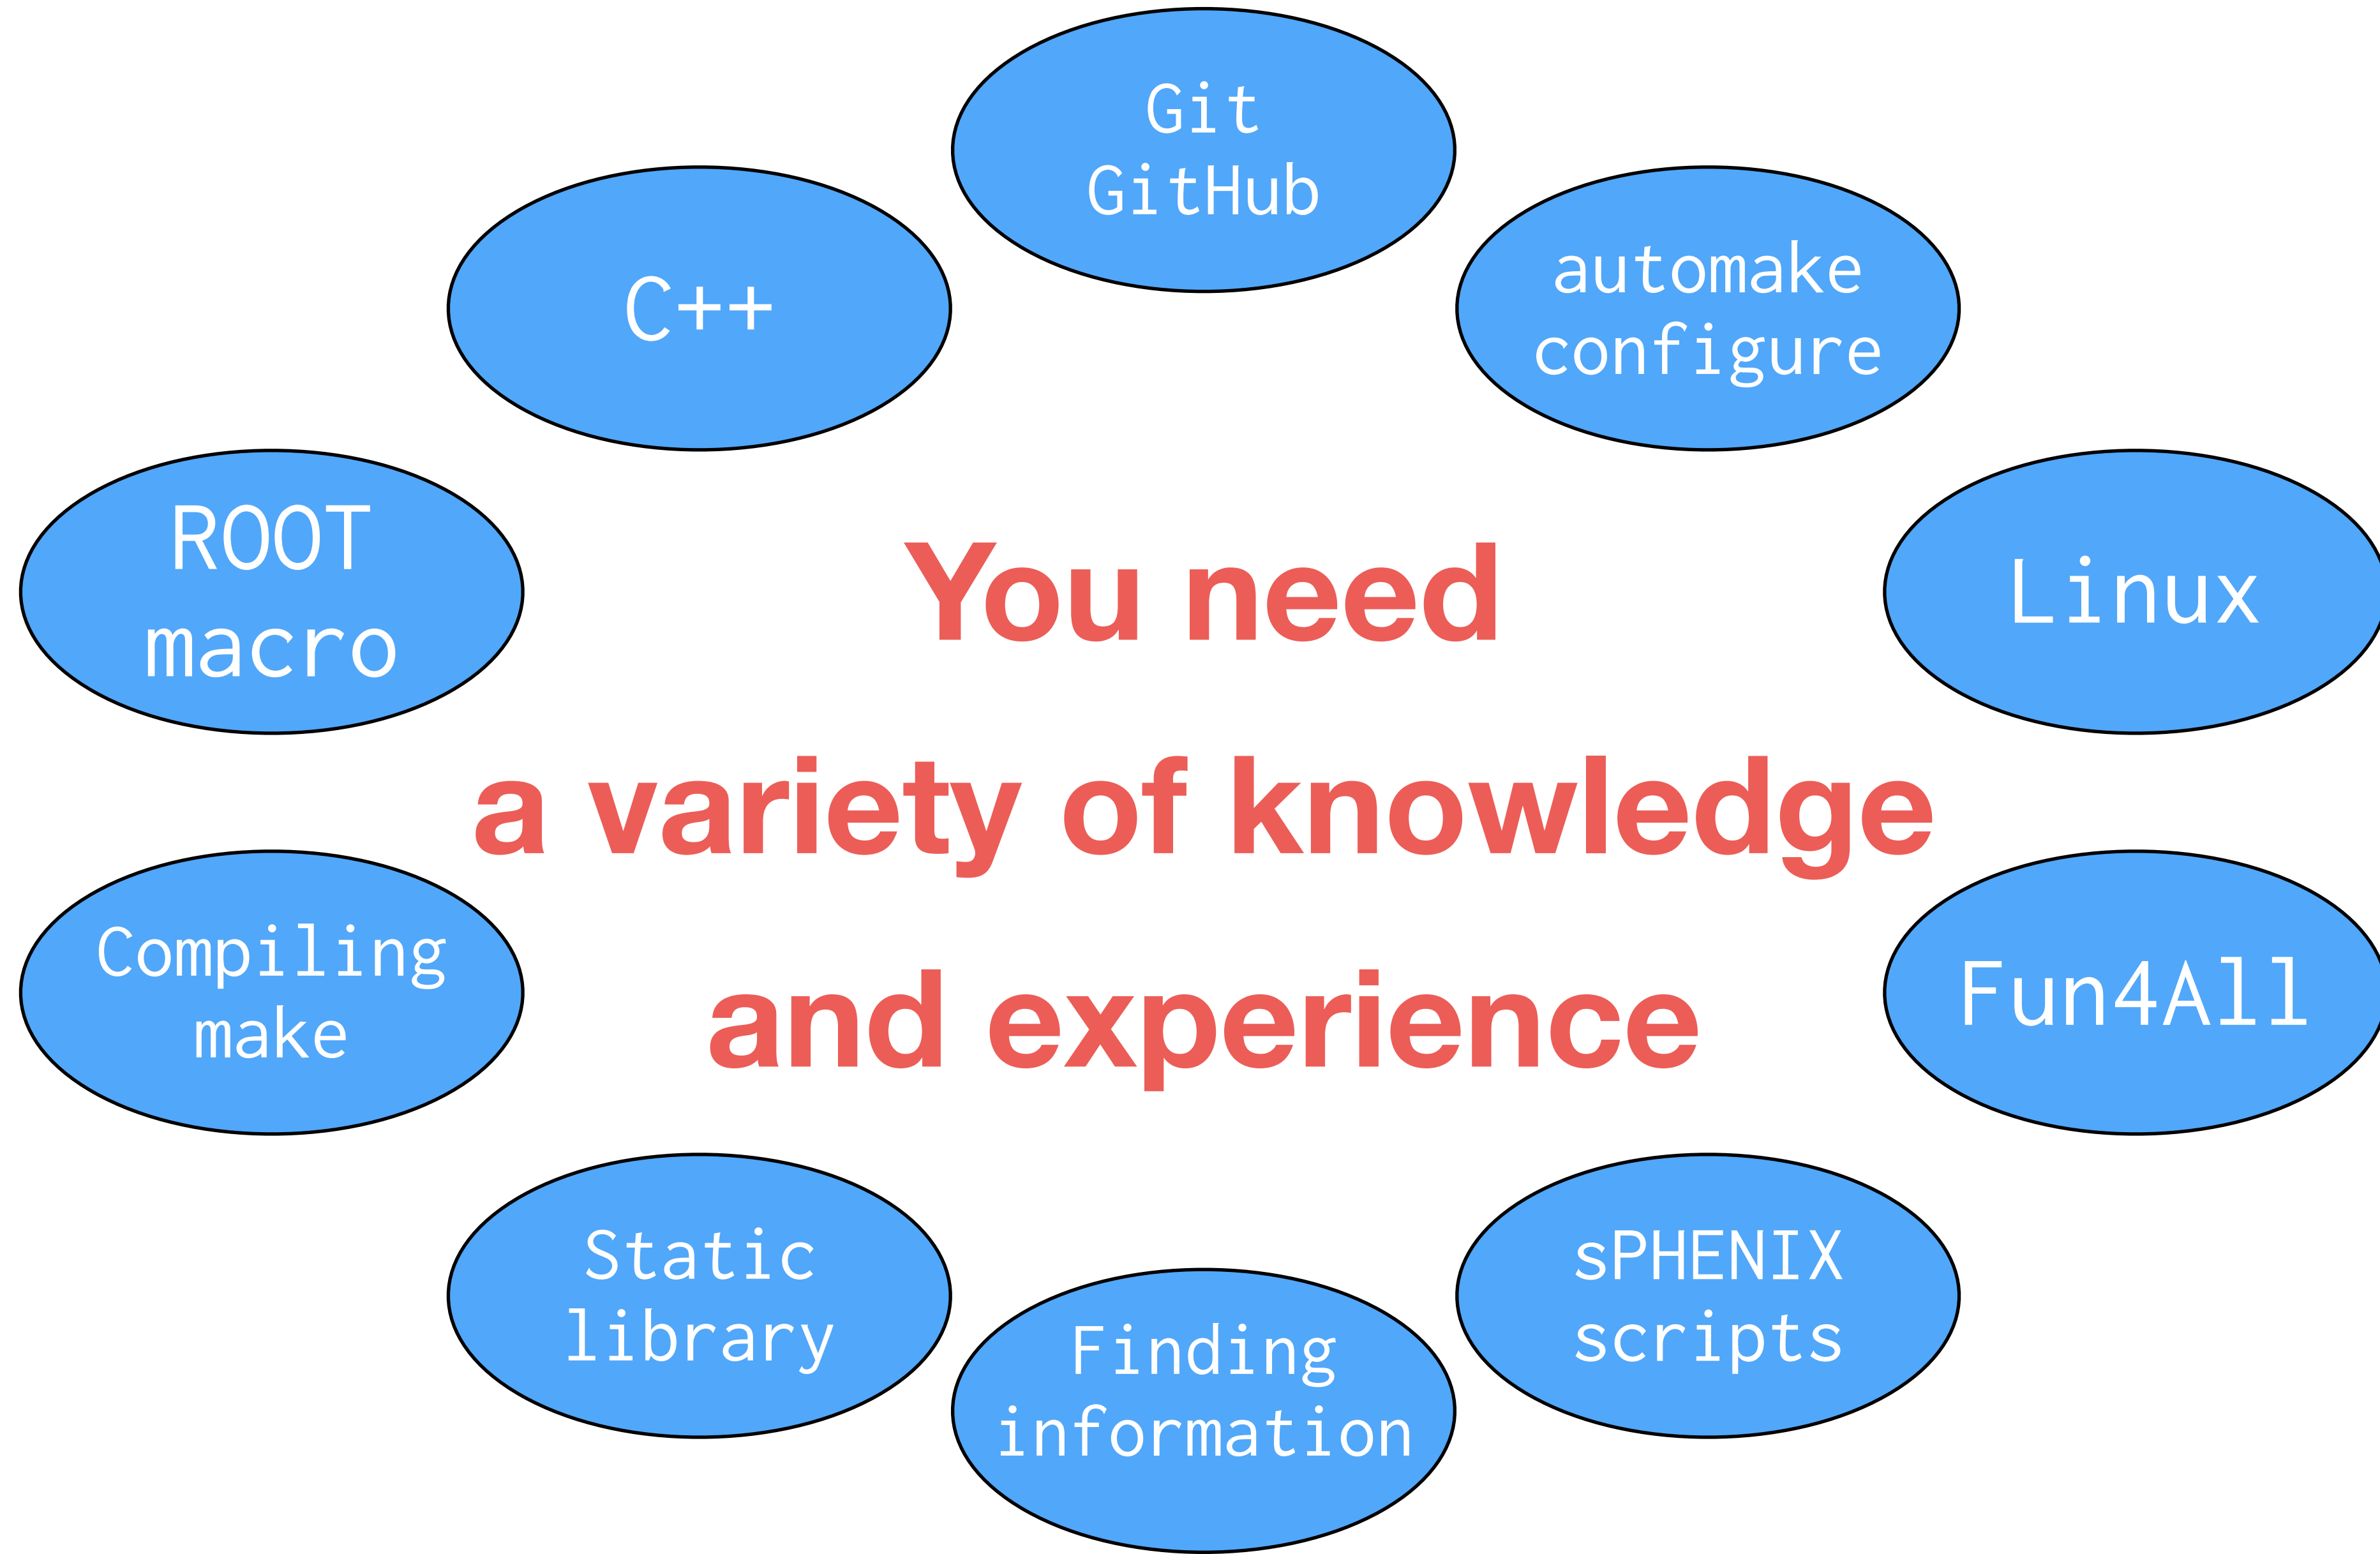 Git
GitHub
C++
automake
configure
ROOT
macro
Linux
You need
a variety of knowledge
and experience
Compiling
make
Fun4All
Static
library
sPHENIX
scripts
Finding
information